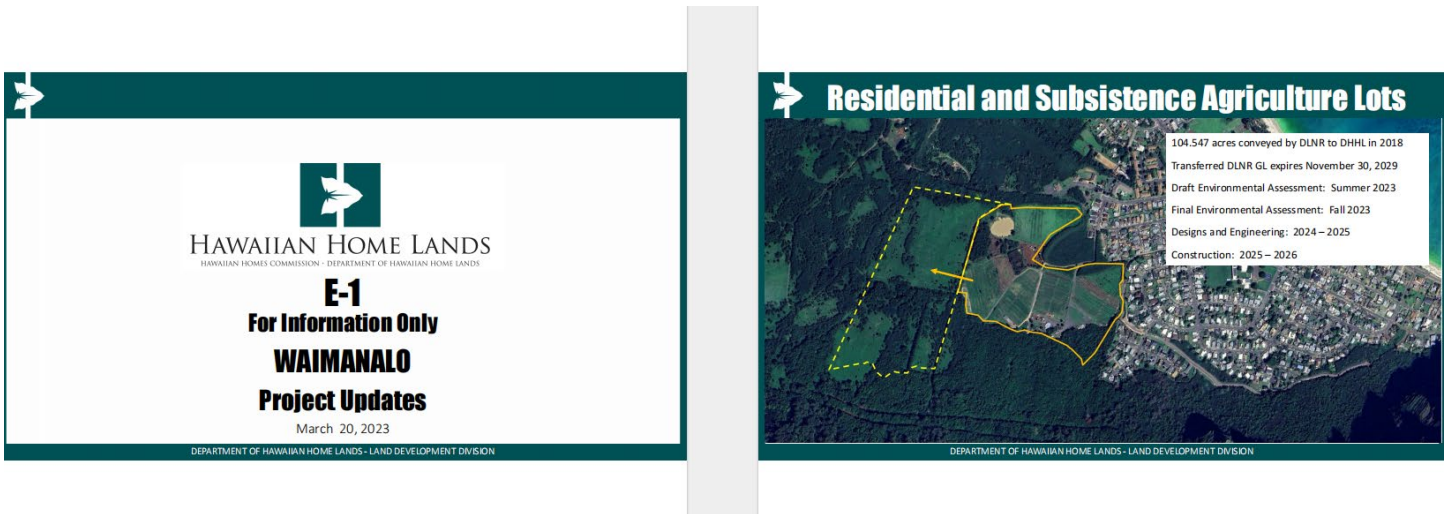 HAWAIIAN HOME LANDS
HAWAIIAN HOMES COMMISSION - DEPARTMENT OF HAWAIIAN HOME LANDS
E-1
For Information Only
WAIMANALO
Project Updates
March 20, 2023
DEPARTMENT OF HAWAIIAN HOME LANDS - LAND DEVELOPMENT DIVISION
Residential and Subsistence Agriculture Lots
104.547 acres conveyed by DLNR to DHHL in 2018
Transferred DLNR GL expires November 30, 2029
Draft Environmental Assessment: Summer 2023
Final Environmental Assessment: Fall 2023
Designs and Engineering: 2024 – 2025
Construction: 2025 – 2026
DEPARTMENT OF HAWAIIAN HOME LANDS - LAND DEVELOPMENT DIVISION